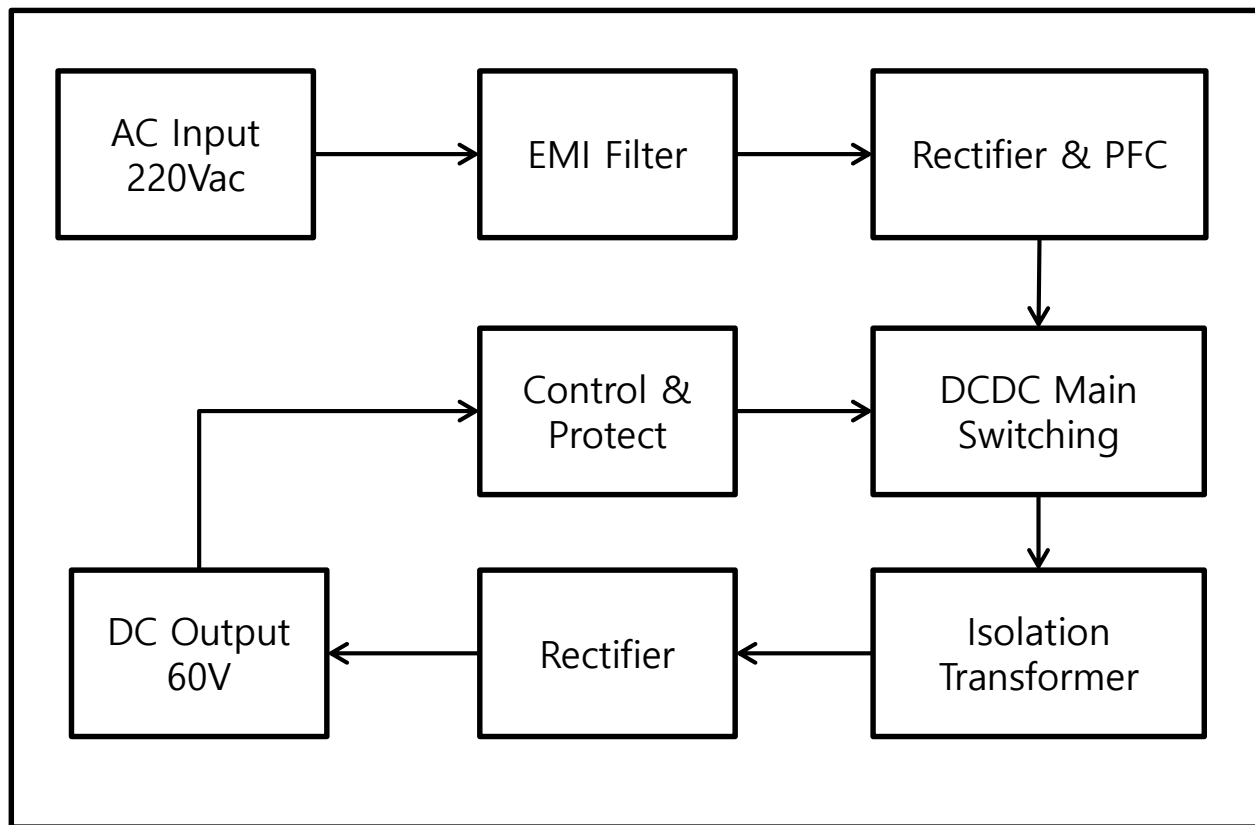 AC Input
220Vac
EMI Filter
Rectifier & PFC
Control &
Protect
DCDC Main
Switching
DC Output
60V
Rectifier
Isolation
Transformer